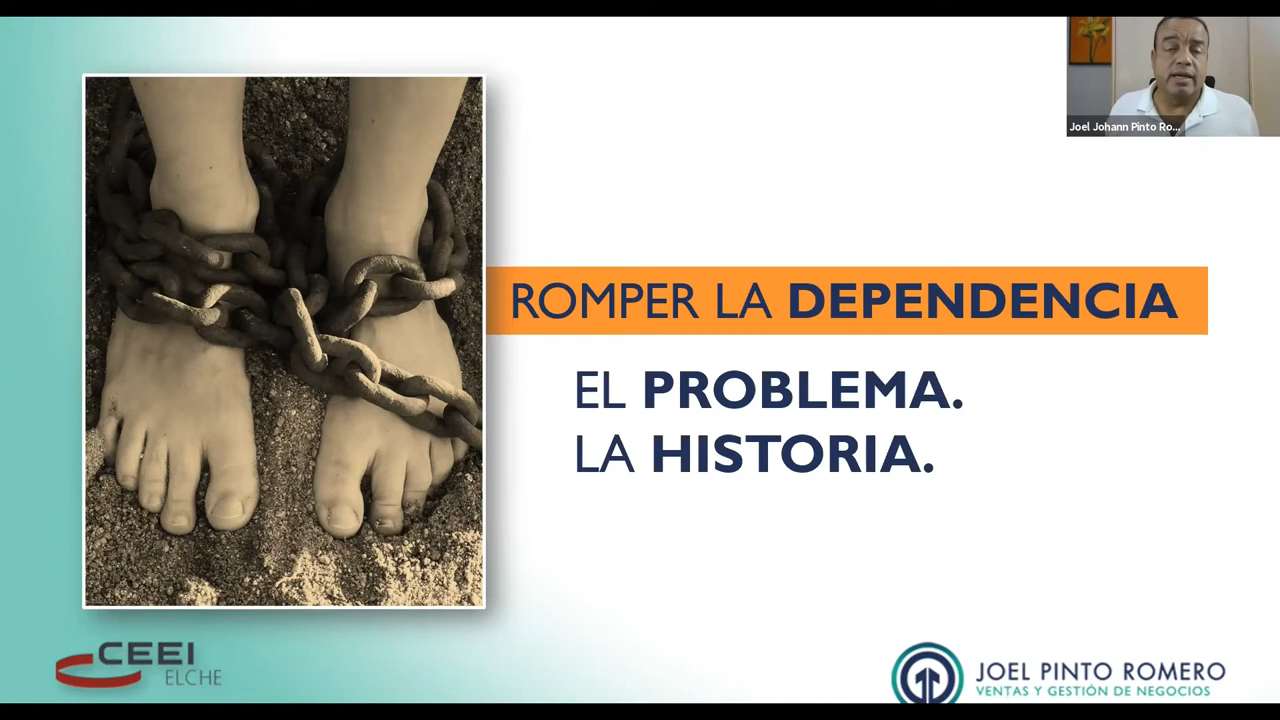 Joel Johann Pinto Ro...
ROMPER LA DEPENDENCIA
EL PROBLEMA.
LA HISTORIA.
CEEI
ELCHE
JOEL PINTO ROMERO
VENTAS Y GESTIÓN DE NEGOCIOS